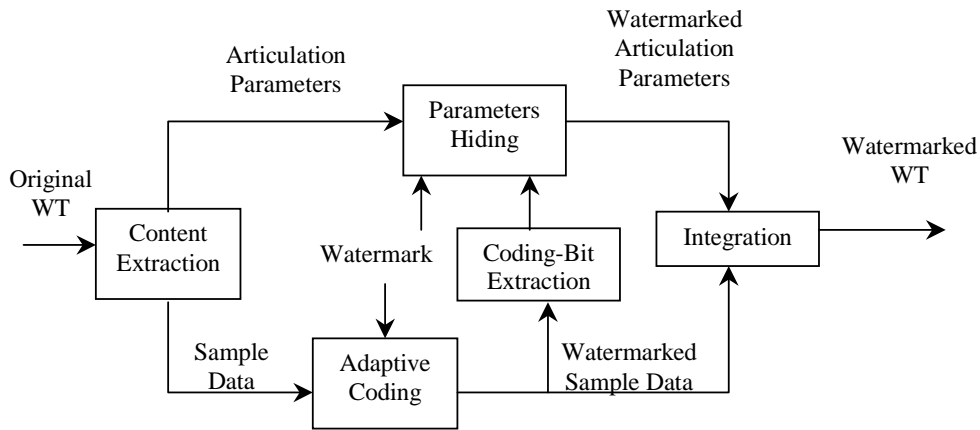 Watermarked
Articulation
Parameters
Articulation
Parameters
Parameters
Hiding
Watermarked
WT
Original
WT
Content
Extraction
Watermark
Coding-Bit
Extraction
Integration
Sample
Data
Adaptive
Coding
Watermarked
Sample Data